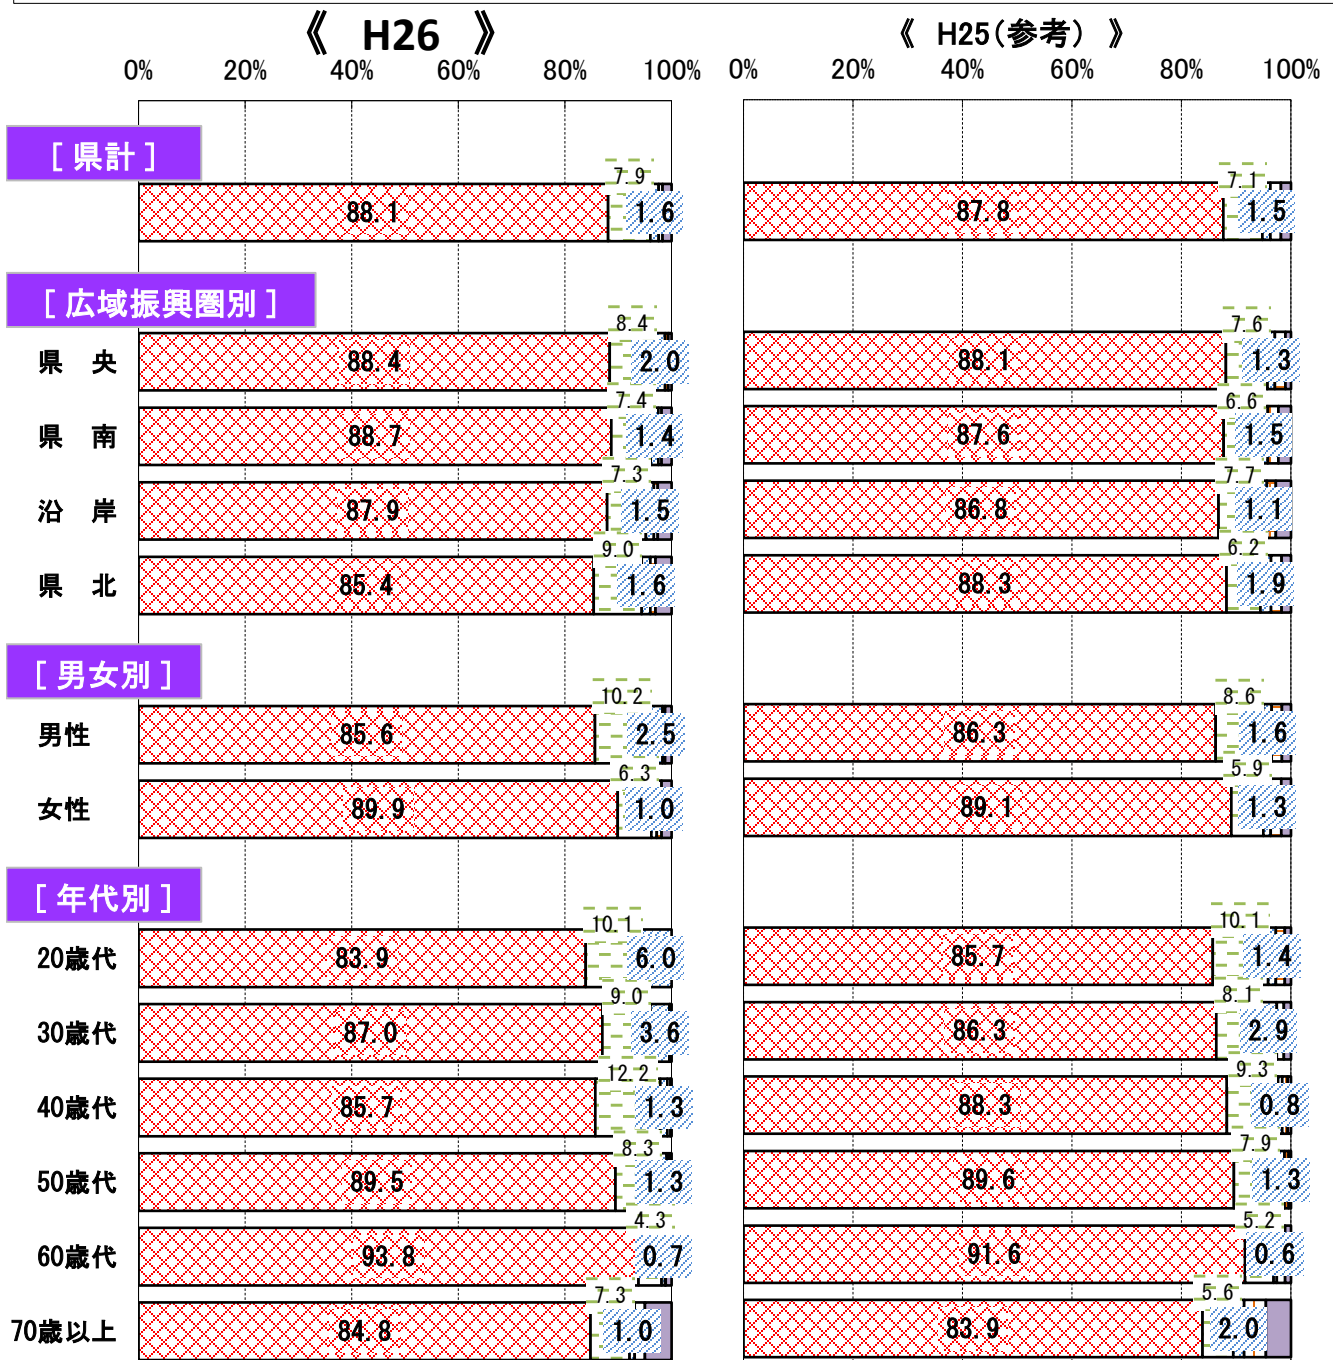 《 H26 》
《 H25(参考) 》
0% 20% 40% 60% 80% 100% 0% 20% 40% 60% 80% 100%
[ 県計 ]
88.1 7.9 1.6 87.8 7.1 1.5
[ 広域振興圏別 ]
県 央 88.4 8.4 2.0 88.1 7.6 1.3
県 南 88.7 7.4 1.4 87.6 6.6 1.5
沿 岸 87.9 7.3 1.5 86.8 7.7 1.1
県 北 85.4 9.0 1.6 88.3 6.2 1.9
[ 男女別 ]
男性 85.6 10.2 2.5 86.3 8.6 1.6
女性 89.9 6.3 1.0 89.1 5.9 1.3
[ 年代別 ]
20歳代 83.9 10.1 6.0 85.7 10.1 1.4
30歳代 87.0 9.0 3.6 86.3 8.1 2.9
40歳代 85.7 12.2 1.3 88.3 9.3 0.8
50歳代 89.5 8.3 1.3 89.6 7.9 1.3
60歳代 93.8 4.3 0.7 91.6 5.2 0.6
70歳以上 84.8 7.3 1.0 83.9 5.6 2.0